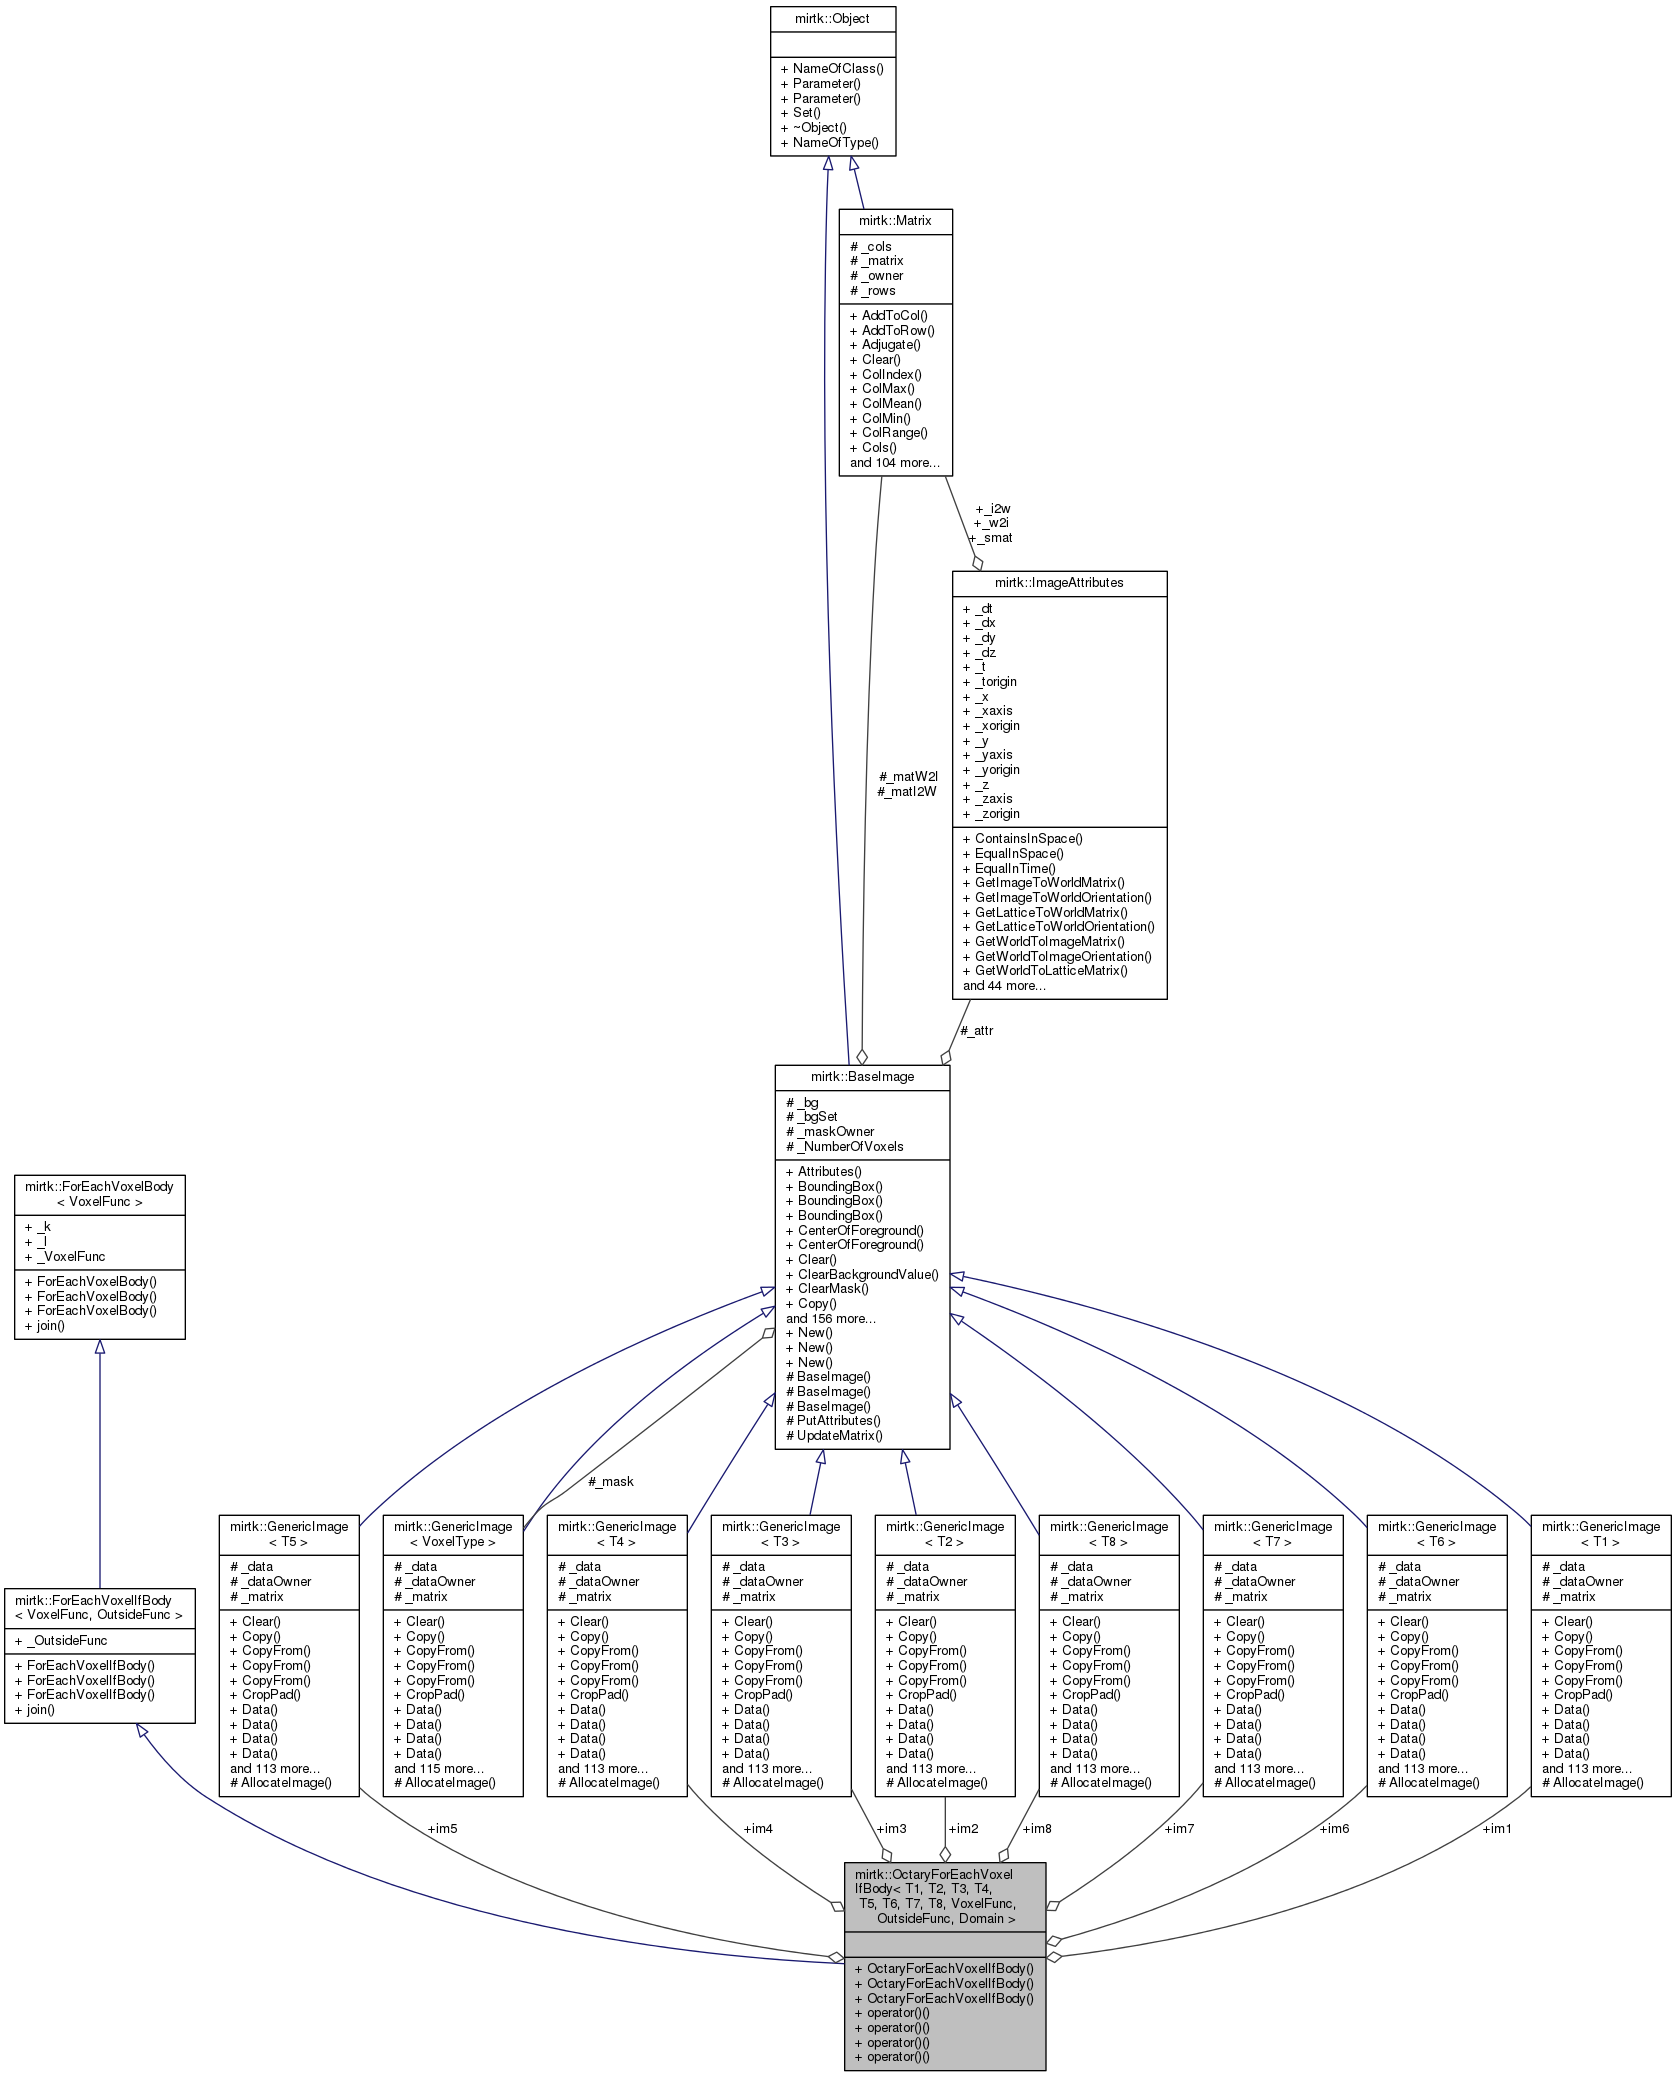 mirtk::Object
+ NameOfClass()
+ Parameter()
+ Parameter()
+ Set()
+ ~Object()
+ NameOfType()
mirtk::Matrix
# _cols
# _matrix
# _owner
# _rows
+ AddToCol()
+ AddToRow()
+ Adjugate()
+ Clear()
+ ColIndex()
+ ColMax()
+ ColMean()
+ ColMin()
+ ColRange()
+ Cols()
and 104 more...
+_i2w
+_w2i
+_smat
mirtk::ImageAttributes
+ _dt
+ _dx
+ _dy
+ _dz
+ _t
+ _torigin
+ _x
+ _xaxis
+ _xorigin
+ _y
+ _yaxis
+ _yorigin
+ _z
+ _zaxis
+ _zorigin
+ ContainsInSpace()
+ EqualInSpace()
+ EqualInTime()
+ GetImageToWorldMatrix()
+ GetImageToWorldOrientation()
+ GetLatticeToWorldMatrix()
+ GetLatticeToWorldOrientation()
+ GetWorldToImageMatrix()
+ GetWorldToImageOrientation()
+ GetWorldToLatticeMatrix()
and 44 more...
#_matW2I
#_matI2W
#_attr
mirtk::BaseImage
# _bg
# _bgSet
# _maskOwner
# _NumberOfVoxels
+ Attributes()
+ BoundingBox()
+ BoundingBox()
+ BoundingBox()
+ CenterOfForeground()
+ CenterOfForeground()
+ Clear()
+ ClearBackgroundValue()
+ ClearMask()
+ Copy()
and 156 more...
+ New()
+ New()
+ New()
# BaseImage()
# BaseImage()
# BaseImage()
# PutAttributes()
# UpdateMatrix()
mirtk::ForEachVoxelBody
< VoxelFunc >
+ _k
+ _l
+ _VoxelFunc
+ ForEachVoxelBody()
+ ForEachVoxelBody()
+ ForEachVoxelBody()
+ join()
#_mask
mirtk::ForEachVoxelIfBody
< VoxelFunc, OutsideFunc >
+ _OutsideFunc
+ ForEachVoxelIfBody()
+ ForEachVoxelIfBody()
+ ForEachVoxelIfBody()
+ join()
mirtk::GenericImage
< T5 >
# _data
# _dataOwner
# _matrix
+ Clear()
+ Copy()
+ CopyFrom()
+ CopyFrom()
+ CopyFrom()
+ CropPad()
+ Data()
+ Data()
+ Data()
+ Data()
and 113 more...
# AllocateImage()
mirtk::GenericImage
< VoxelType >
# _data
# _dataOwner
# _matrix
+ Clear()
+ Copy()
+ CopyFrom()
+ CopyFrom()
+ CopyFrom()
+ CropPad()
+ Data()
+ Data()
+ Data()
+ Data()
and 115 more...
# AllocateImage()
mirtk::GenericImage
< T4 >
# _data
# _dataOwner
# _matrix
+ Clear()
+ Copy()
+ CopyFrom()
+ CopyFrom()
+ CopyFrom()
+ CropPad()
+ Data()
+ Data()
+ Data()
+ Data()
and 113 more...
# AllocateImage()
mirtk::GenericImage
< T3 >
# _data
# _dataOwner
# _matrix
+ Clear()
+ Copy()
+ CopyFrom()
+ CopyFrom()
+ CopyFrom()
+ CropPad()
+ Data()
+ Data()
+ Data()
+ Data()
and 113 more...
# AllocateImage()
mirtk::GenericImage
< T2 >
# _data
# _dataOwner
# _matrix
+ Clear()
+ Copy()
+ CopyFrom()
+ CopyFrom()
+ CopyFrom()
+ CropPad()
+ Data()
+ Data()
+ Data()
+ Data()
and 113 more...
# AllocateImage()
mirtk::GenericImage
< T8 >
# _data
# _dataOwner
# _matrix
+ Clear()
+ Copy()
+ CopyFrom()
+ CopyFrom()
+ CopyFrom()
+ CropPad()
+ Data()
+ Data()
+ Data()
+ Data()
and 113 more...
# AllocateImage()
mirtk::GenericImage
< T7 >
# _data
# _dataOwner
# _matrix
+ Clear()
+ Copy()
+ CopyFrom()
+ CopyFrom()
+ CopyFrom()
+ CropPad()
+ Data()
+ Data()
+ Data()
+ Data()
and 113 more...
# AllocateImage()
mirtk::GenericImage
< T6 >
# _data
# _dataOwner
# _matrix
+ Clear()
+ Copy()
+ CopyFrom()
+ CopyFrom()
+ CopyFrom()
+ CropPad()
+ Data()
+ Data()
+ Data()
+ Data()
and 113 more...
# AllocateImage()
mirtk::GenericImage
< T1 >
# _data
# _dataOwner
# _matrix
+ Clear()
+ Copy()
+ CopyFrom()
+ CopyFrom()
+ CopyFrom()
+ CropPad()
+ Data()
+ Data()
+ Data()
+ Data()
and 113 more...
# AllocateImage()
+im5
+im4
+im3
+im2
+im8
+im7
+im6
+im1
mirtk::OctaryForEachVoxel
IfBody< T1, T2, T3, T4,
T5, T6, T7, T8, VoxelFunc,
OutsideFunc, Domain >
+ OctaryForEachVoxelIfBody()
+ OctaryForEachVoxelIfBody()
+ OctaryForEachVoxelIfBody()
+ operator()()
+ operator()()
+ operator()()
+ operator()()